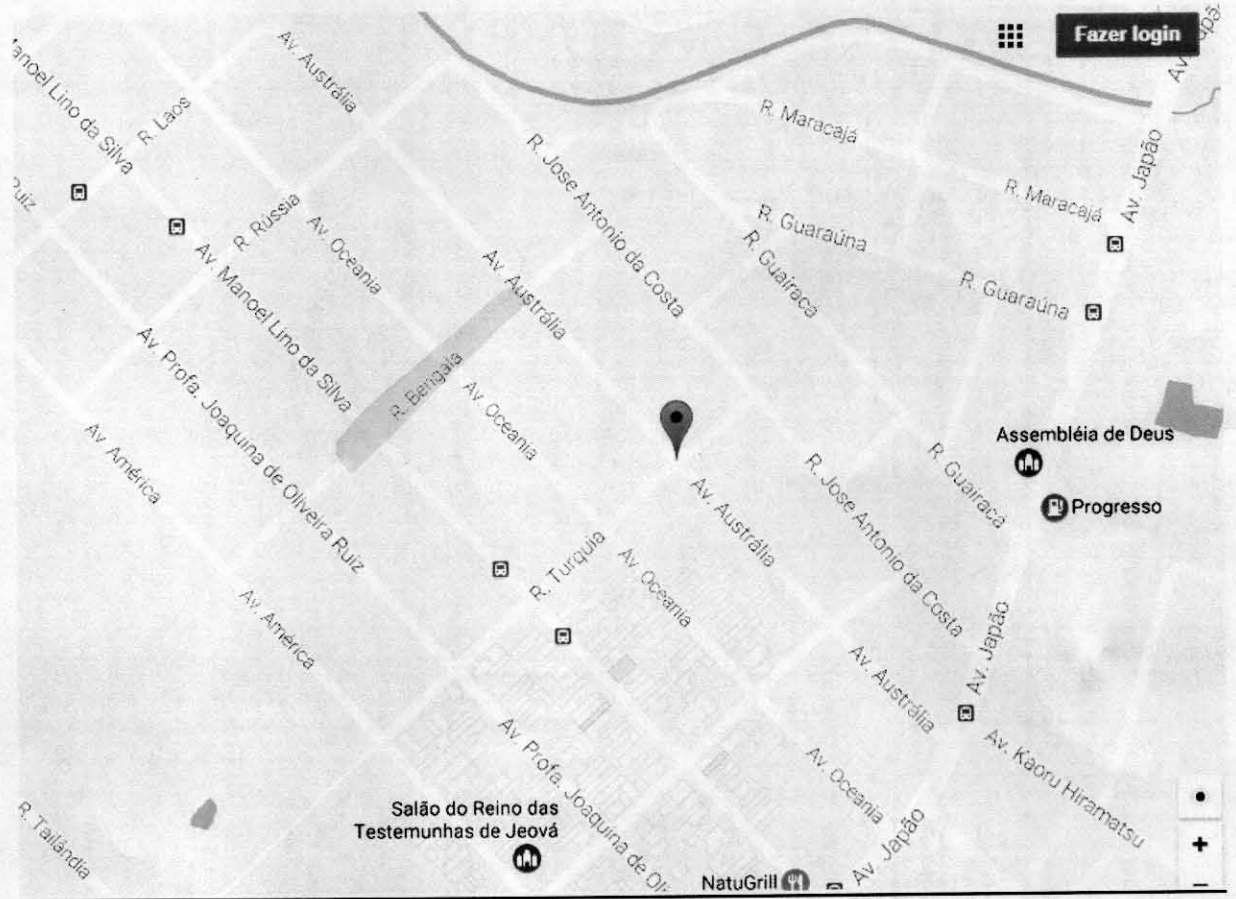 Fazer login
Av. Japão
Av. Austrália
Manoel Lino da Silva
R. Laos
R. Maracajá
R. Jose Antonio da Costa
R. Maracajá
Av. Japão
Ruiz
R. Rússia
Av. Oceania
R. Guaraúna
R. Guairaca
Av. Manoel Lino da Silva
Av. Austrália
R. Guaraúna
Av. Profa. Joaquina de Oliveira Ruiz
R. Bengala
Av. Oceania
Av. América
Assembléia de Deus
R. Guairaca
Progresso
R. Jose Antonio da Costa
Av. Austrália
R. Turquia
Av. Oceania
Av. América
Av. Japão
Av. Austrália
Av. Profa. Joaquina de Oli
Av. Oceania
Av. Kaoru Hiramatsu
Salão do Reino das
Testemunhas de Jeová
R. Tailândia
Av. Japão
NatuGrill